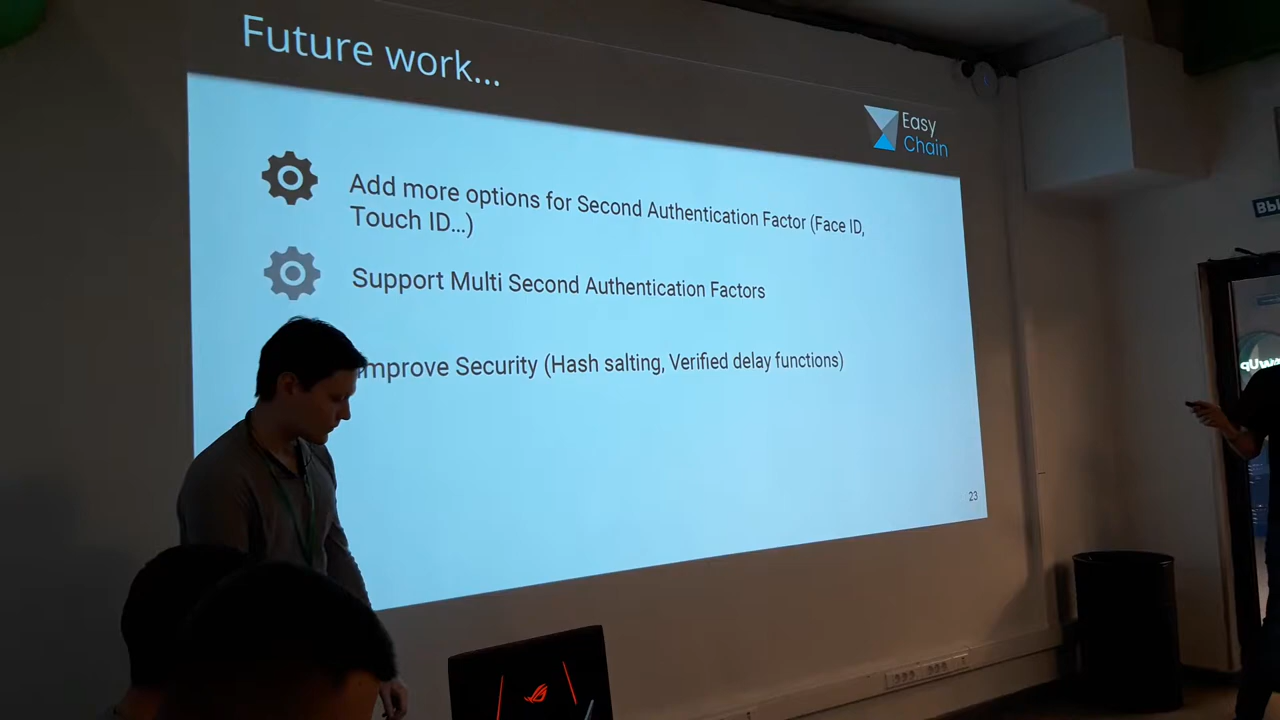 Future work...
Easy
Chain
Add more options for Second Authentication Factor (Face ID,
Touch ID...)
Support Multi Second Authentication Factors
Improve Security (Hash salting, Verified delay functions)
23